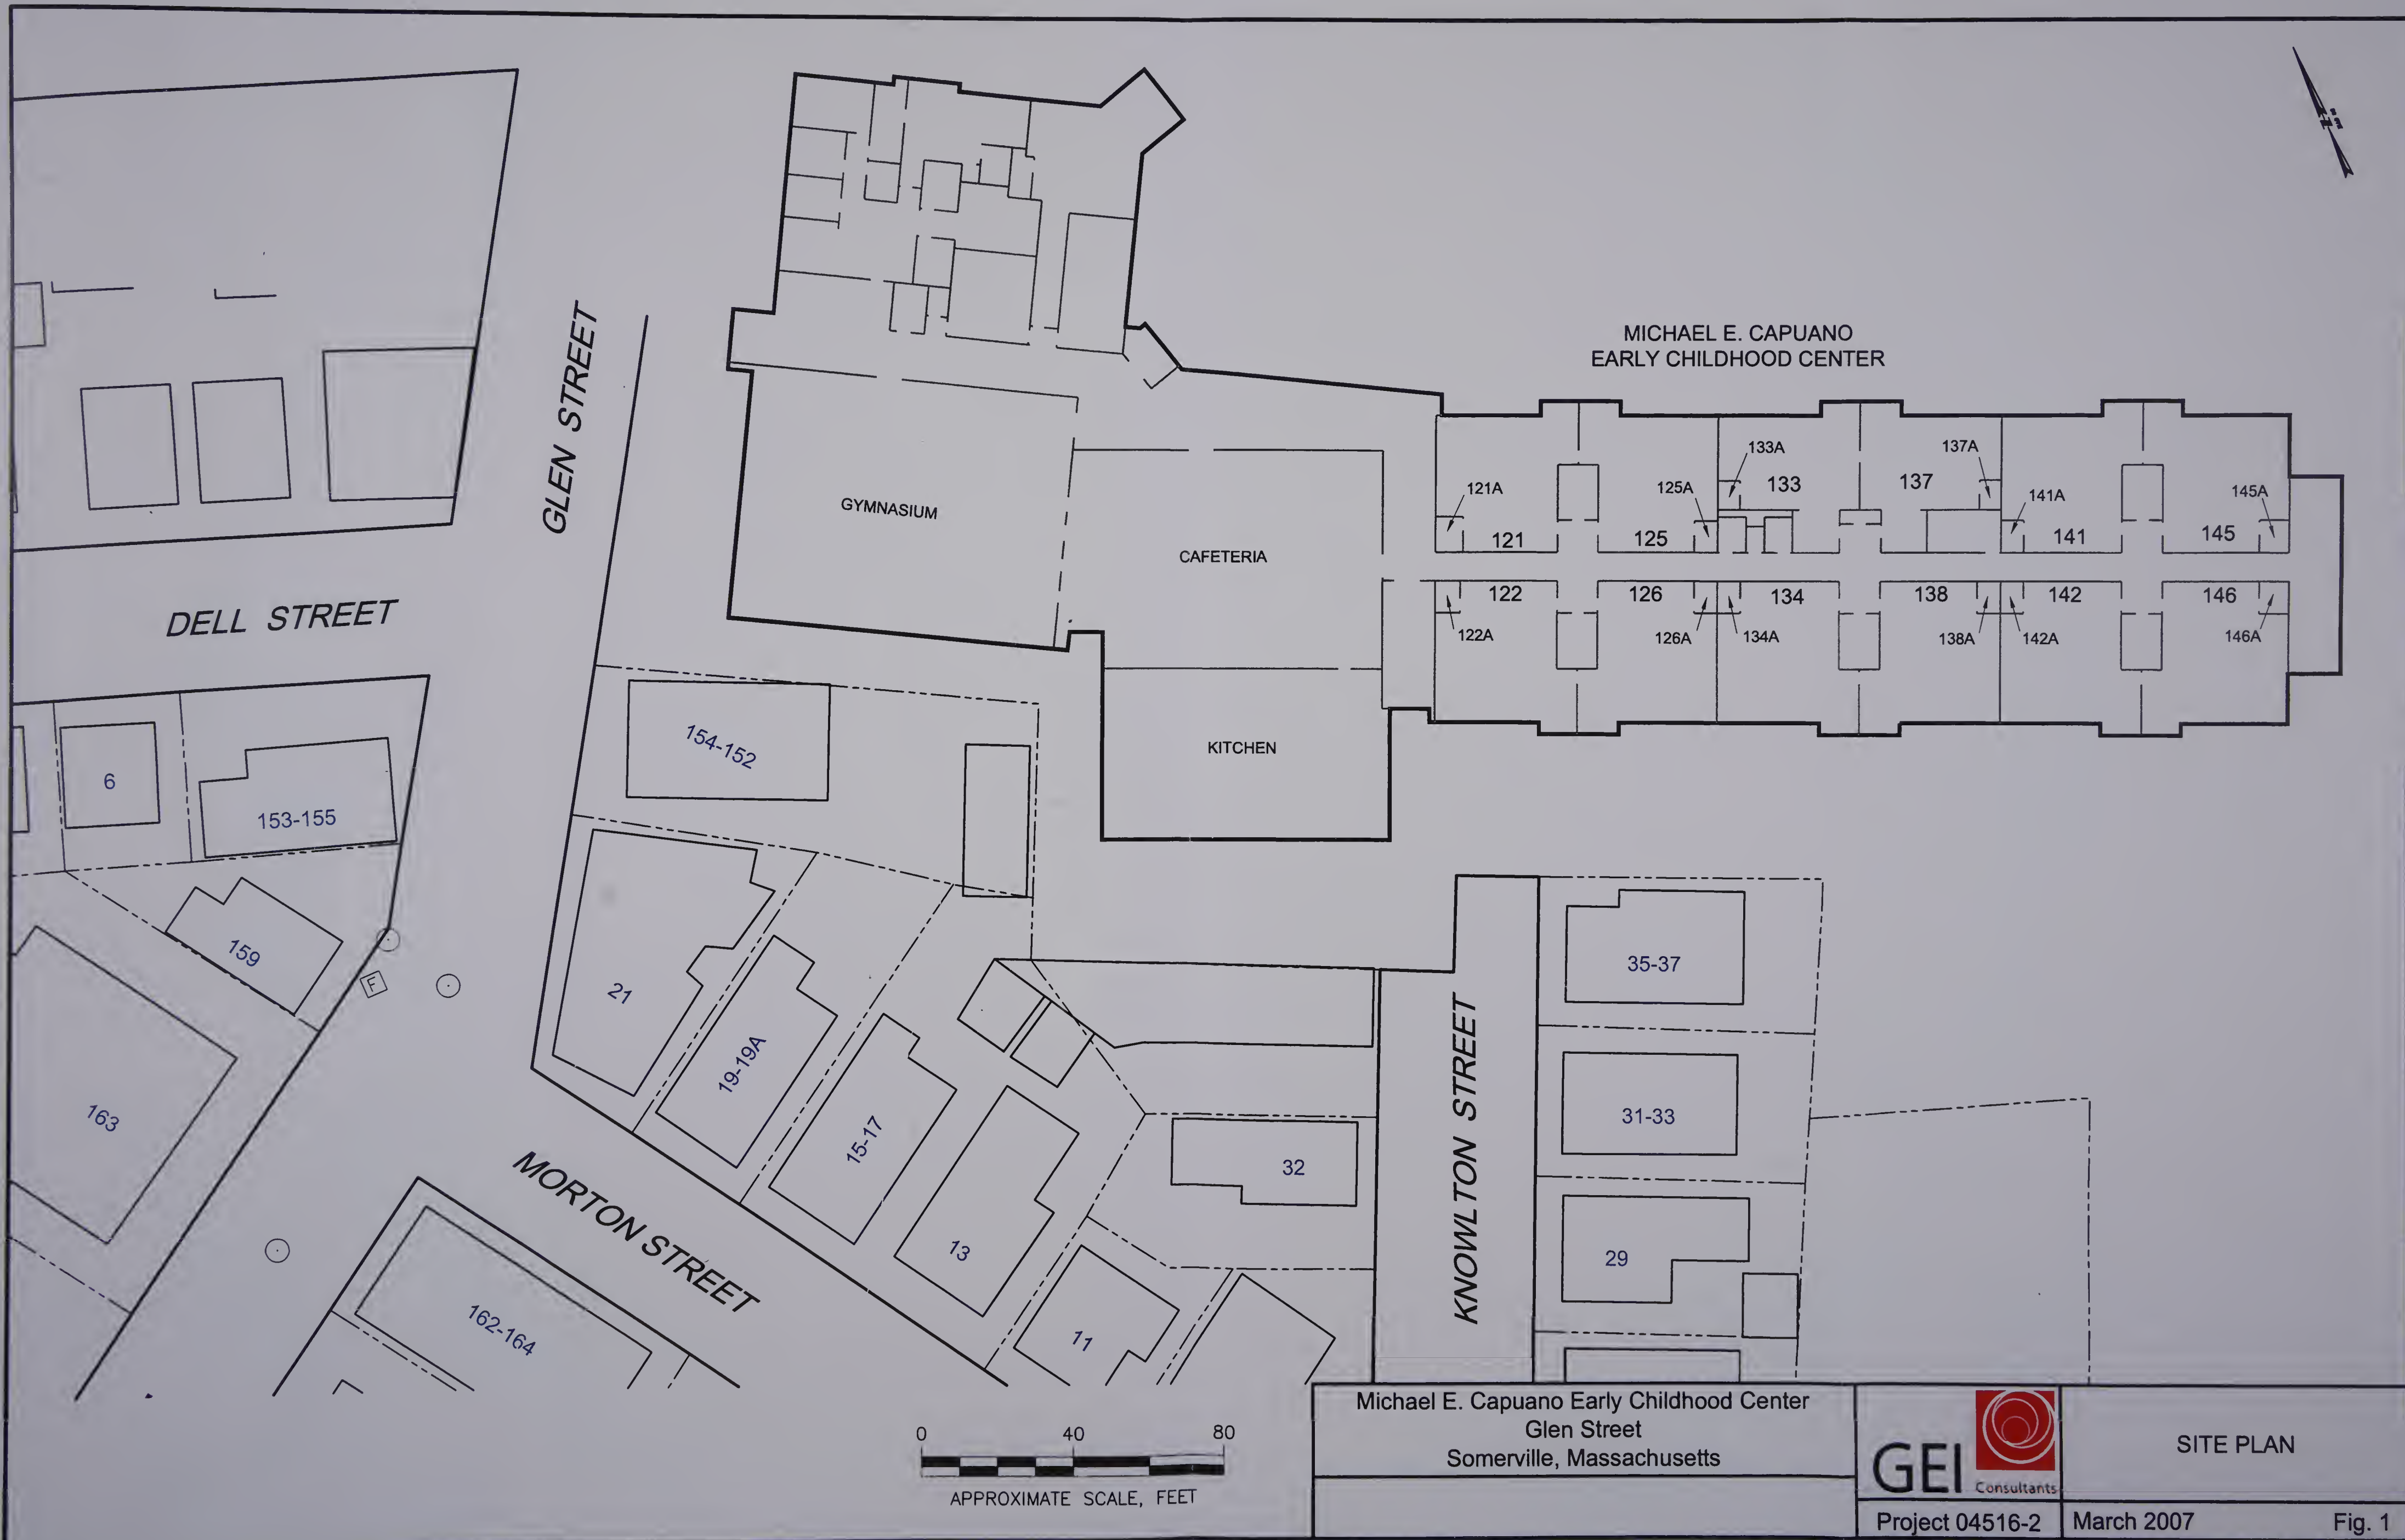 MICHAEL E. CAPUANO
EARLY CHILDHOOD CENTER
GLEN STREET
DELL STREET
GYMNASIUM
CAFETERIA
KITCHEN
133A
137A
133
137
121A
125A
141A
145A
121
125
141
145
122
126
134
138
142
146
122A
126A
134A
138A
142A
146A
154-152
6
153-155
159
F
21
19-19A
15-17
13
11
163
162-164
MORTON STREET
KNOWLTON STREET
35-37
31-33
32
29
0 40 80
APPROXIMATE SCALE, FEET
Michael E. Capuano Early Childhood Center
Glen Street
Somerville, Massachusetts
GEI
Consultants
SITE PLAN
Project 04516-2
March 2007
Fig. 1